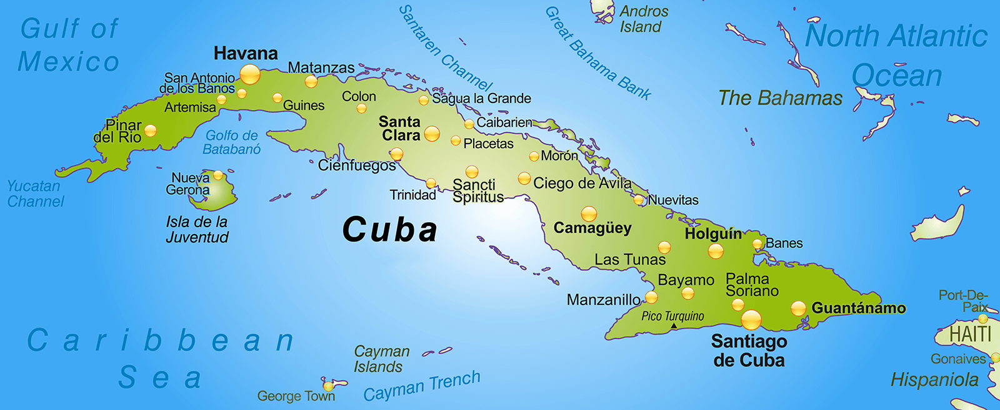 Gulf of
Mexico
Santaren Channel
Great Bahama Bank
Andros
Island
North Atlantic
Ocean
The Bahamas
Havana
Matanzas
San Antonio
de los Banos
Artemisa
Guines
Colon
Sagua la Grande
Pinar
del Rio
Golfo de
Batabanó
Santa
Clara
Caibarien
Placetas
Morón
Cienfuegos
Yucatan
Channel
Nueva
Gerona
Trinidad
Sancti
Spiritus
Ciego de Avila
Nuevitas
Isla de la
Juventud
Cuba
Camagüey
Holguín
Banes
Las Tunas
Bayamo
Palma
Soriano
Manzanillo
Pico Turquino
Guantánamo
Port-De-
Paix
HAITI
Santiago
de Cuba
Caribbean
Sea
Cayman
Islands
Cayman Trench
George Town
Gonaives
Hispaniola